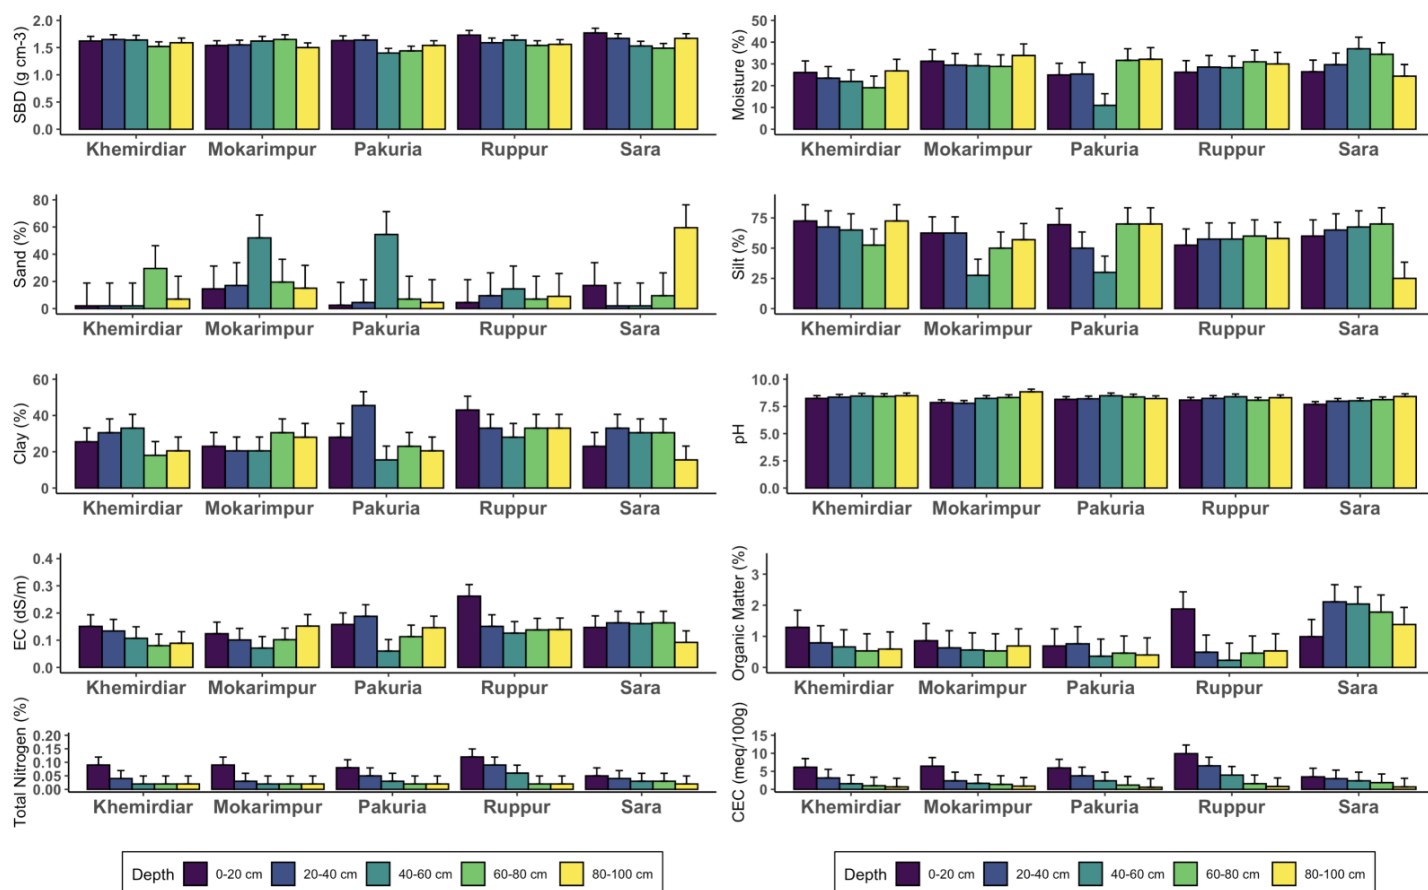 SBD (g cm-3)
2.0
1.5
1.0
0.5
0.0
Khemirdiar Mokarimpur Pakuria Ruppur Sara
Moisture (%)
50
40
30
20
10
0
Khemirdiar Mokarimpur Pakuria Ruppur Sara
Sand (%)
80
60
40
20
0
Khemirdiar Mokarimpur Pakuria Ruppur Sara
Silt (%)
75
50
25
0
Khemirdiar Mokarimpur Pakuria Ruppur Sara
Clay (%)
60
40
20
0
Khemirdiar Mokarimpur Pakuria Ruppur Sara
pH
10.0
7.5
5.0
2.5
0.0
Khemirdiar Mokarimpur Pakuria Ruppur Sara
EC (dS/m)
0.4
0.3
0.2
0.1
0.0
Khemirdiar Mokarimpur Pakuria Ruppur Sara
Organic Matter (%)
3
2
1
0
Khemirdiar Mokarimpur Pakuria Ruppur Sara
Total Nitrogen (%)
0.20
0.15
0.10
0.05
0.00
Khemirdiar Mokarimpur Pakuria Ruppur Sara
CEC (meq/100g)
15
10
5
0
Khemirdiar Mokarimpur Pakuria Ruppur Sara
Depth 0-20 cm 20-40 cm 40-60 cm 60-80 cm 80-100 cm
Depth 0-20 cm 20-40 cm 40-60 cm 60-80 cm 80-100 cm